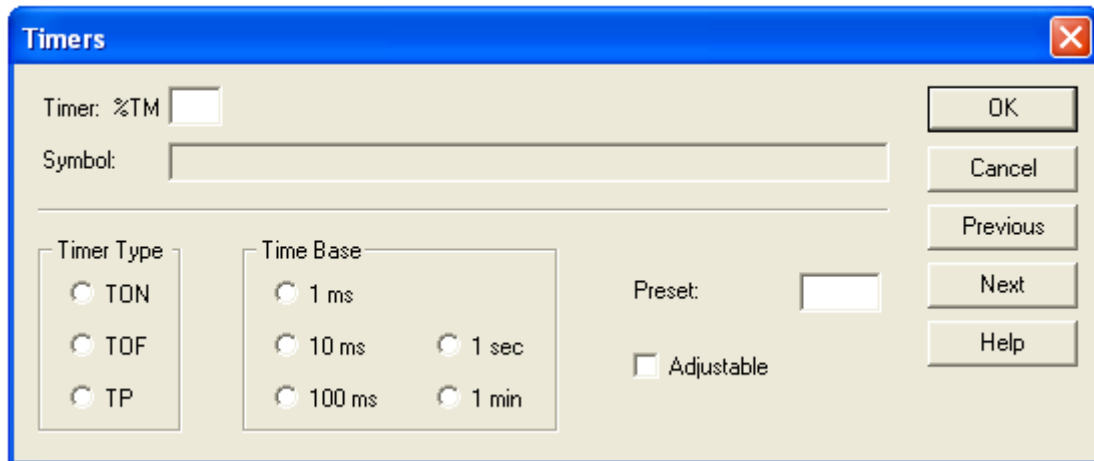 Timers
Timer: %TM
Symbol:
OK
Cancel
Previous
Next
Help
Timer Type
TON
TOF
TP
Time Base
1 ms
10 ms
100 ms
1 sec
1 min
Preset:
Adjustable